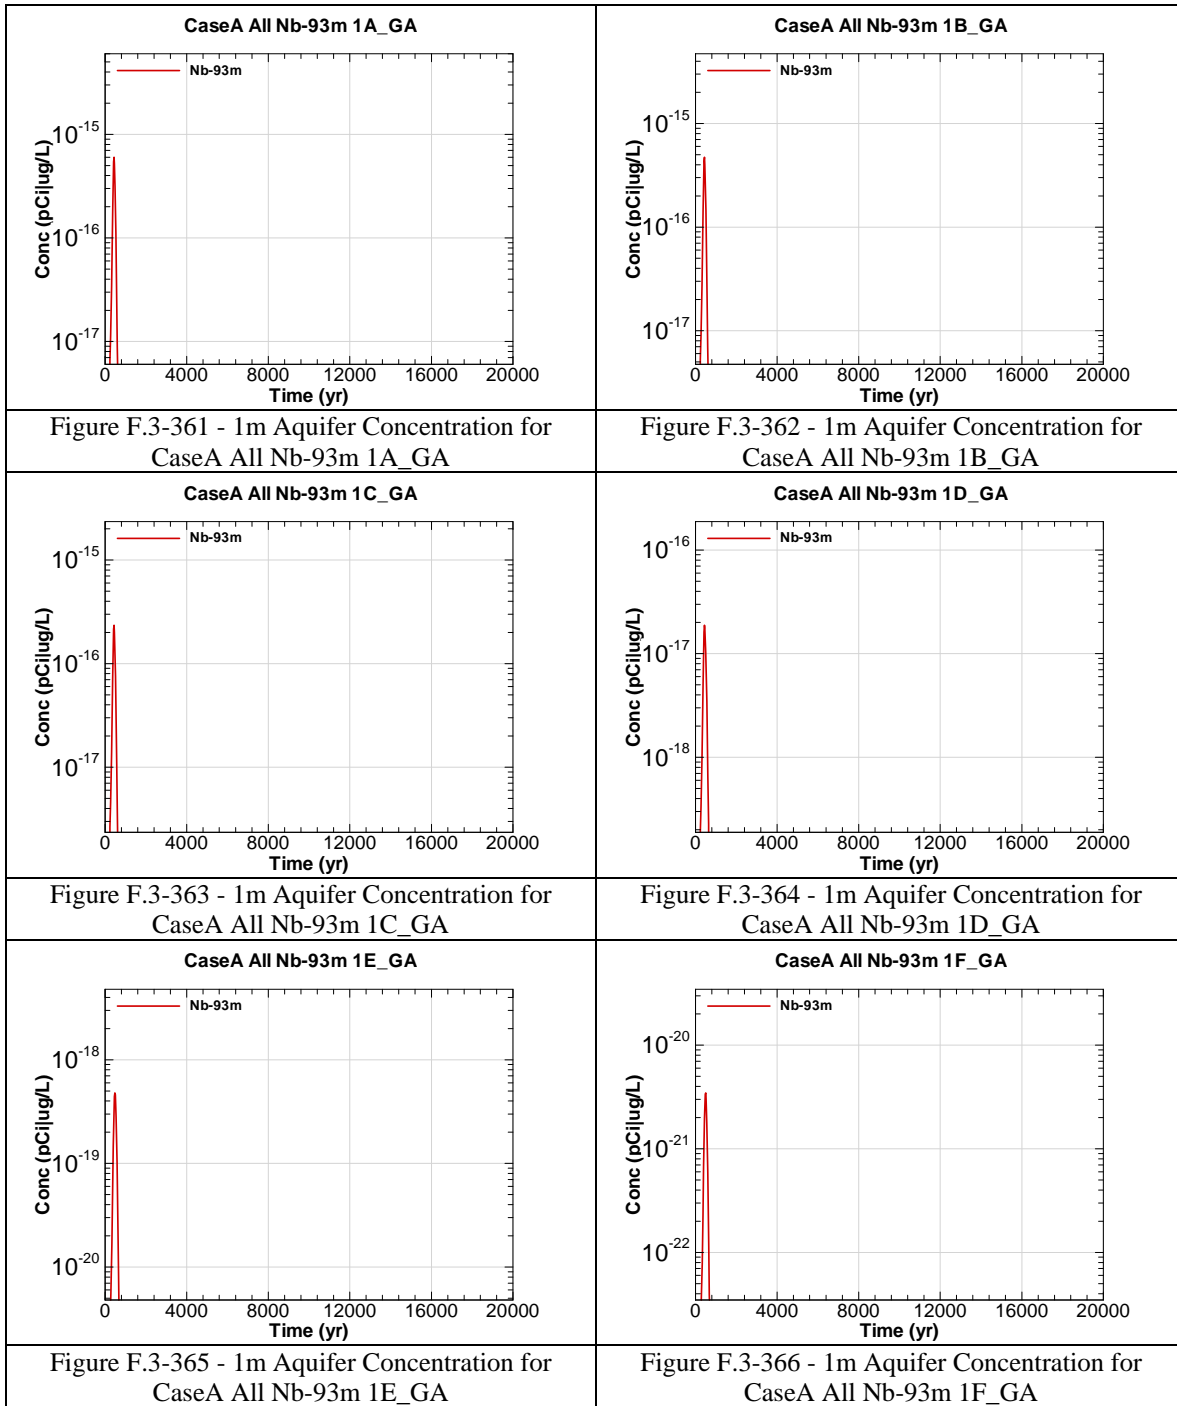 CaseA All Nb-93m 1A_GA
Nb-93m
Conc (pCi|ug/L)
10-15
10-16
10-17
0 4000 8000 12000 16000 20000
Time (yr)
Figure F.3-361 - 1m Aquifer Concentration for
CaseA All Nb-93m 1A_GA
CaseA All Nb-93m 1B_GA
Nb-93m
Conc (pCi|ug/L)
10-15
10-16
10-17
0 4000 8000 12000 16000 20000
Time (yr)
Figure F.3-362 - 1m Aquifer Concentration for
CaseA All Nb-93m 1B_GA
CaseA All Nb-93m 1C_GA
Nb-93m
Conc (pCi|ug/L)
10-15
10-16
10-17
0 4000 8000 12000 16000 20000
Time (yr)
Figure F.3-363 - 1m Aquifer Concentration for
CaseA All Nb-93m 1C_GA
CaseA All Nb-93m 1D_GA
Nb-93m
Conc (pCi|ug/L)
10-16
10-17
10-18
0 4000 8000 12000 16000 20000
Time (yr)
Figure F.3-364 - 1m Aquifer Concentration for
CaseA All Nb-93m 1D_GA
CaseA All Nb-93m 1E_GA
Nb-93m
Conc (pCi|ug/L)
10-18
10-19
10-20
0 4000 8000 12000 16000 20000
Time (yr)
Figure F.3-365 - 1m Aquifer Concentration for
CaseA All Nb-93m 1E_GA
CaseA All Nb-93m 1F_GA
Nb-93m
Conc (pCi|ug/L)
10-20
10-21
10-22
0 4000 8000 12000 16000 20000
Time (yr)
Figure F.3-366 - 1m Aquifer Concentration for
CaseA All Nb-93m 1F_GA